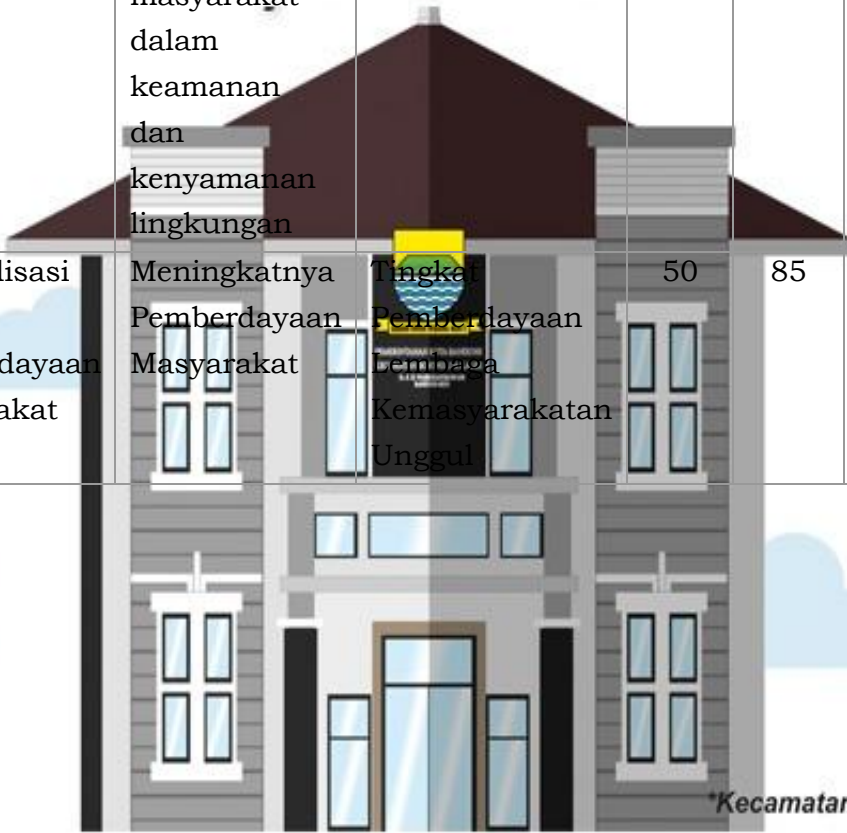 masyarakat
dalam
keamanan
dan
kenyamanan
lingkungan
lisasi
dayaan
akat
Meningkatnya
Pemberdayaan
Masyarakat
Tingkat
Pemberdayaan
Lembaga
Kemasyarakatan
Unggul
50
85
*Kecamatan